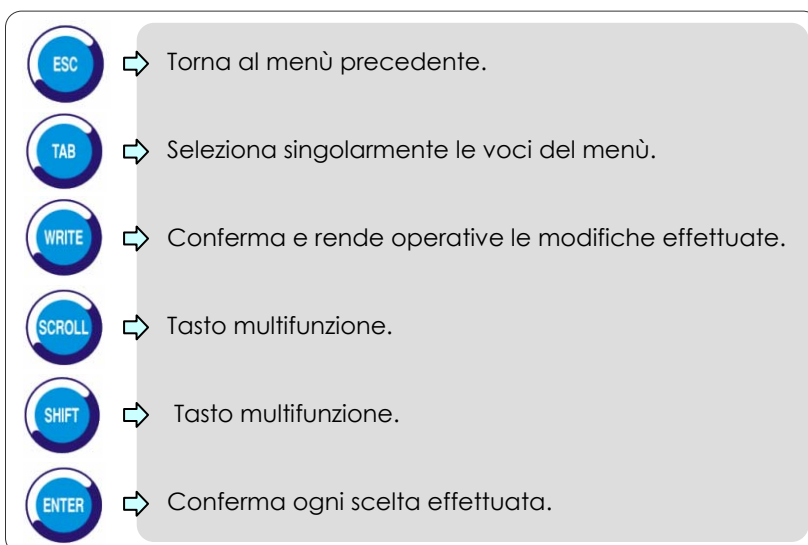 ESC Torna al menù precedente.
TAB Seleziona singolarmente le voci del menù.
WRITE Conferma e rende operative le modifiche effettuate.
SCROLL Tasto multifunzione.
SHIFT Tasto multifunzione.
ENTER Conferma ogni scelta effettuata.